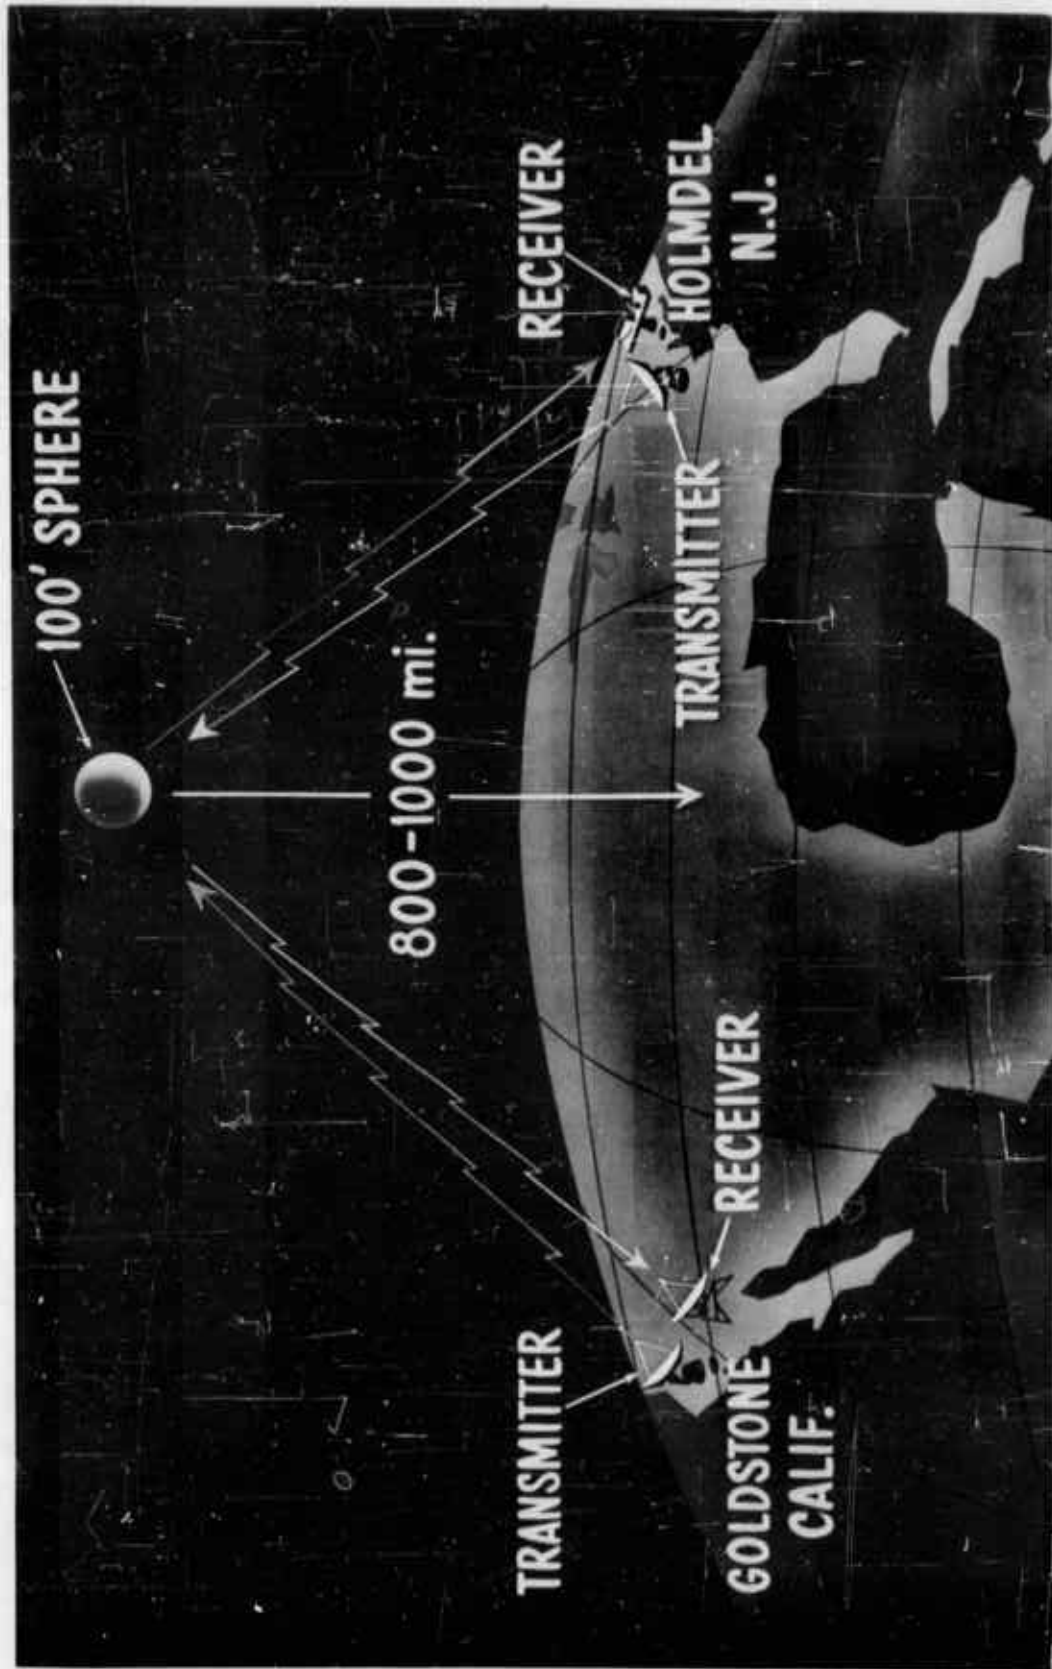 100' SPHERE
800-1000 mi.
TRANSMITTER
GOLDSTONE
CALIF.
RECEIVER
TRANSMITTER
RECEIVER
HOLMDEL
N.J.